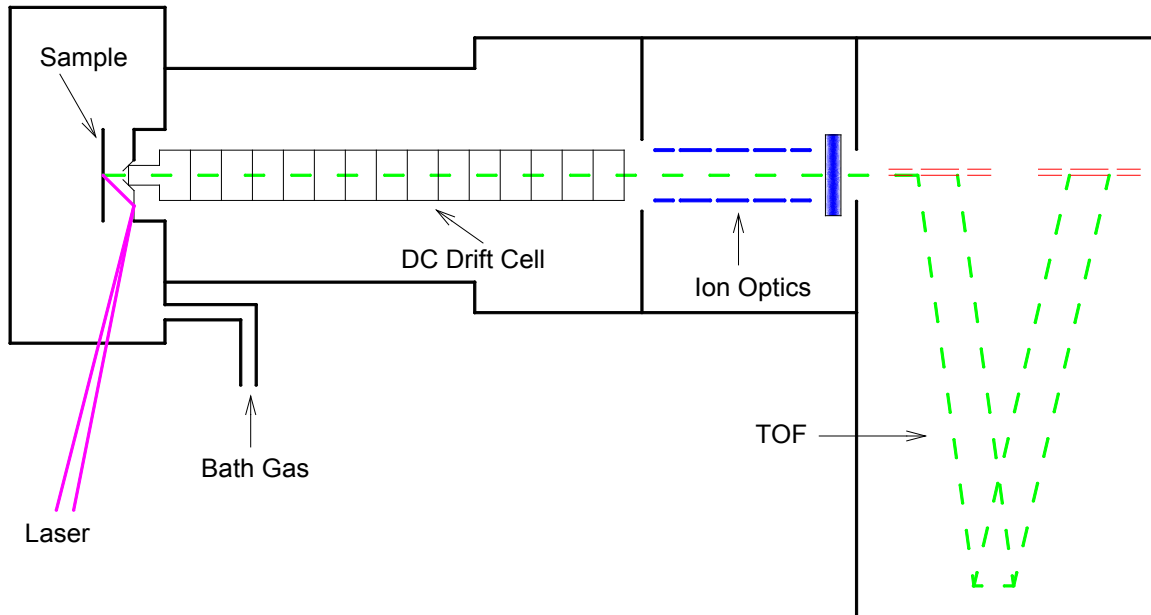 Sample
DC Drift Cell
Ion Optics
TOF
Bath Gas
Laser